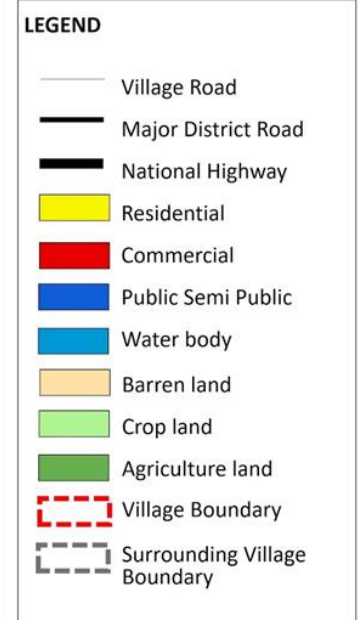 LEGEND
Village Road
Major District Road
National Highway
Residential
Commercial
Public Semi Public
Water body
Barren land
Crop land
Agriculture land
Village Boundary
Surrounding Village
Boundary